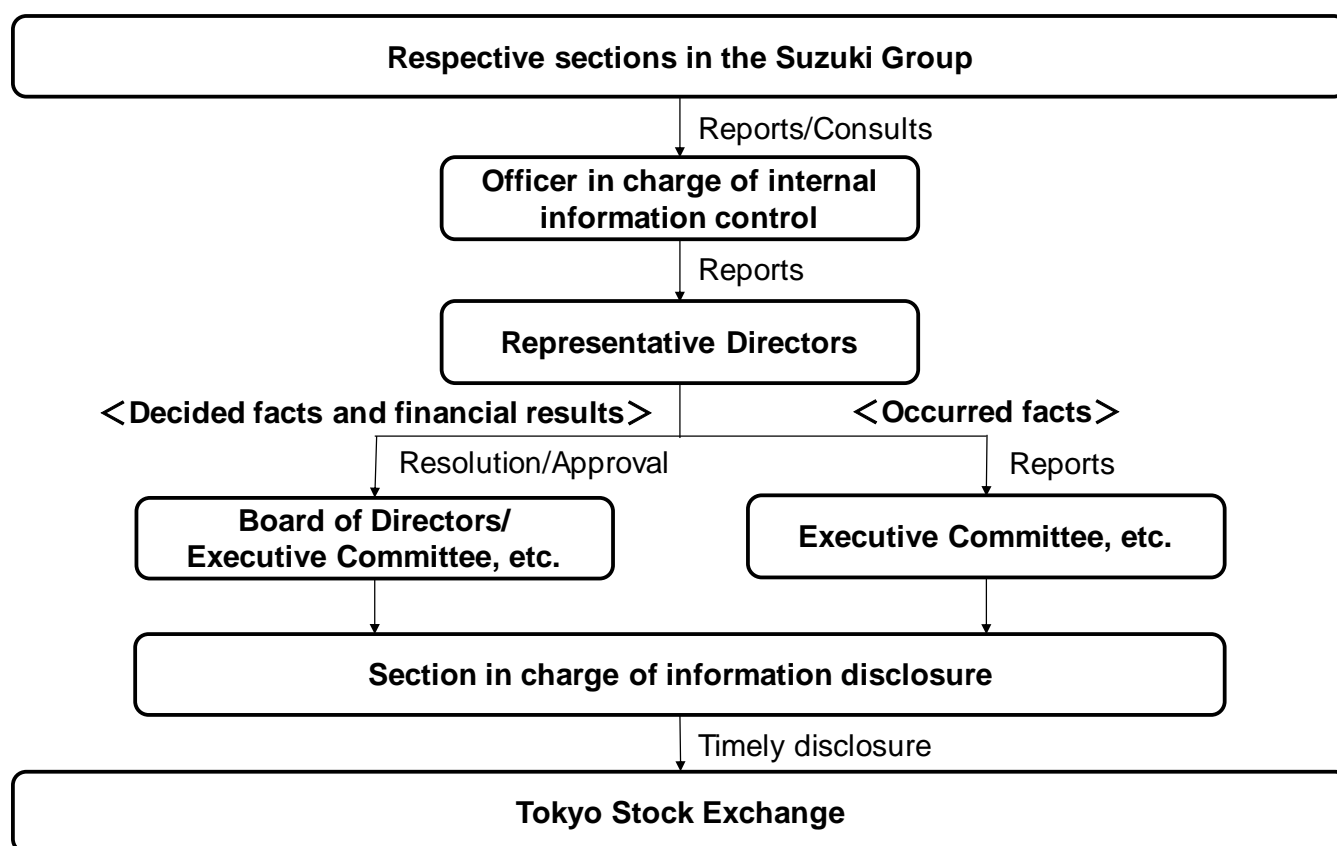 Respective sections in the Suzuki Group
Reports/Consults
Officer in charge of internal
information control
Reports
Representative Directors
<Decided facts and financial results>
<Occurred facts>
Resolution/Approval
Reports
Board of Directors/
Executive Committee, etc.
Executive Committee, etc.
Section in charge of information disclosure
Timely disclosure
Tokyo Stock Exchange